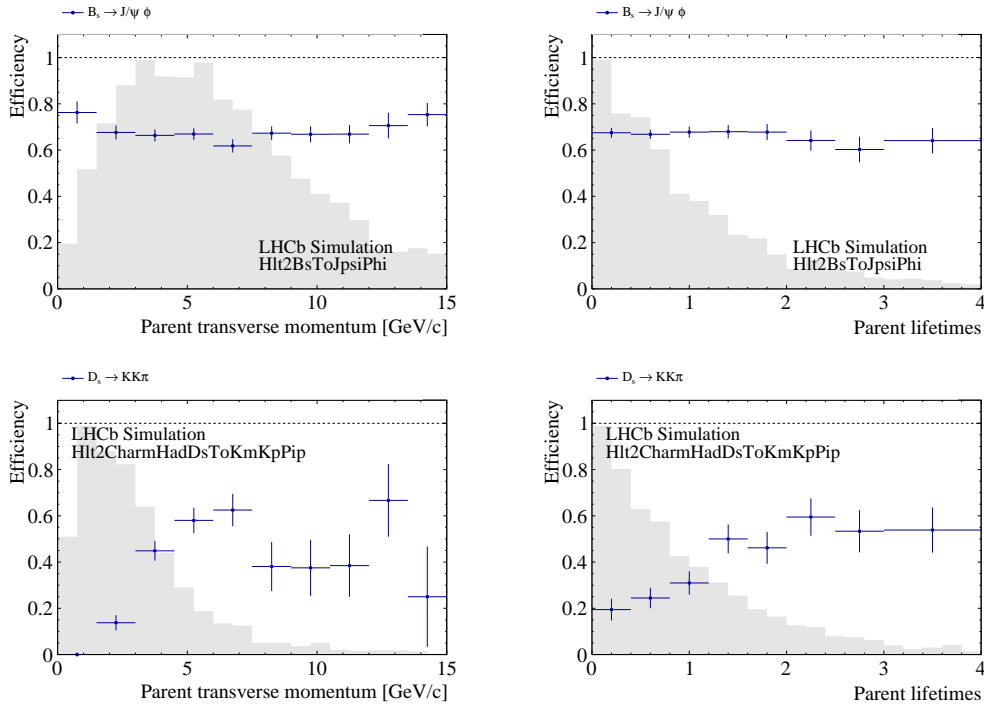 B_s → J/ψ φ
Efficiency
1
0.8
0.6
0.4
0.2
0
LHCb Simulation
Hlt2BsToJpsiPhi
0 5 10 15
Parent transverse momentum [GeV/c]
B_s → J/ψ φ
Efficiency
1
0.8
0.6
0.4
0.2
0
LHCb Simulation
Hlt2BsToJpsiPhi
0 1 2 3 4
Parent lifetimes
D_s → KKπ
Efficiency
1
LHCb Simulation
Hlt2CharmHadDsToKmKpPip
0.8
0.6
0.4
0.2
0
0 5 10 15
Parent transverse momentum [GeV/c]
D_s → KKπ
Efficiency
1
LHCb Simulation
Hlt2CharmHadDsToKmKpPip
0.8
0.6
0.4
0.2
0
0 1 2 3 4
Parent lifetimes